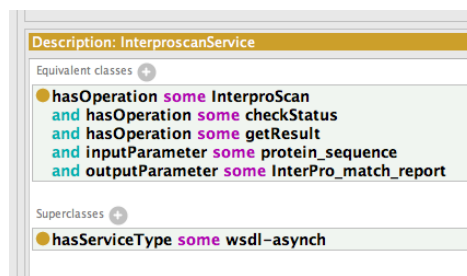 Description: InterproscanService
Equivalent classes +
hasOperation some InterproScan
and hasOperation some checkStatus
and hasOperation some getResult
and inputParameter some protein_sequence
and outputParameter some InterPro_match_report
Superclasses +
hasServiceType some wsdl-asynch